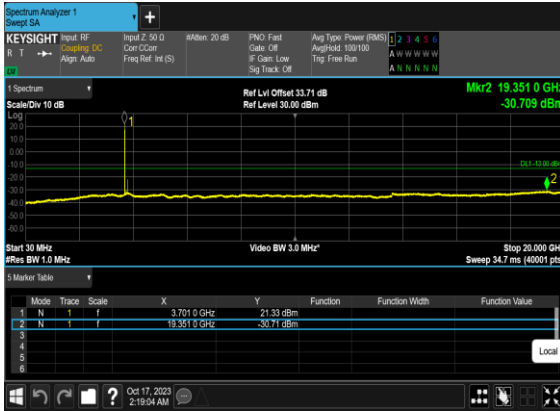 Spectrum Analyzer 1
Swept SA
+
KEYSIGHT Input: RF Input Z: 50 Ω #Atten: 20 dB PNO: Fast Avg Type: Power (RMS) 1 2 3 4 5 6
R T Coupling: DC Corr CCorr Gate: Off Avg|Hold: 100/100 A W W W W W
Align: Auto Freq Ref: Int (S) IF Gain: Low Trig: Free Run A N N N N N
Sig Track: Off
1 Spectrum Ref Lvl Offset 33.71 dB Mkr2 19.351 0 GHz
Scale/Div 10 dB Ref Level 30.00 dBm -30.709 dBm
Log
20.0
10.0
0.00
-10.0
-20.0
-30.0
-40.0
-50.0
-60.0
1
DL1 -13.00 dBm
2
Start 30 MHz Video BW 3.0 MHz* Stop 20.000 GHz
#Res BW 1.0 MHz Sweep 34.7 ms (40001 pts)
5 Marker Table
Mode Trace Scale X Y Function Function Width Function Value
1 N 1 f 3.701 0 GHz 21.33 dBm
2 N 1 f 19.351 0 GHz -30.71 dBm
3
4
5
6
Local
? Oct 17, 2023
2:19:04 AM